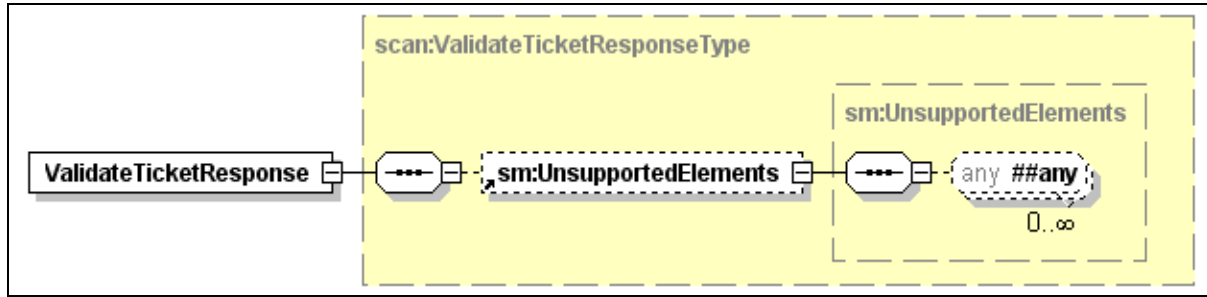 scan:ValidateTicketResponseType
sm:UnsupportedElements
ValidateTicketResponse
sm:UnsupportedElements
any ##any
0..∞